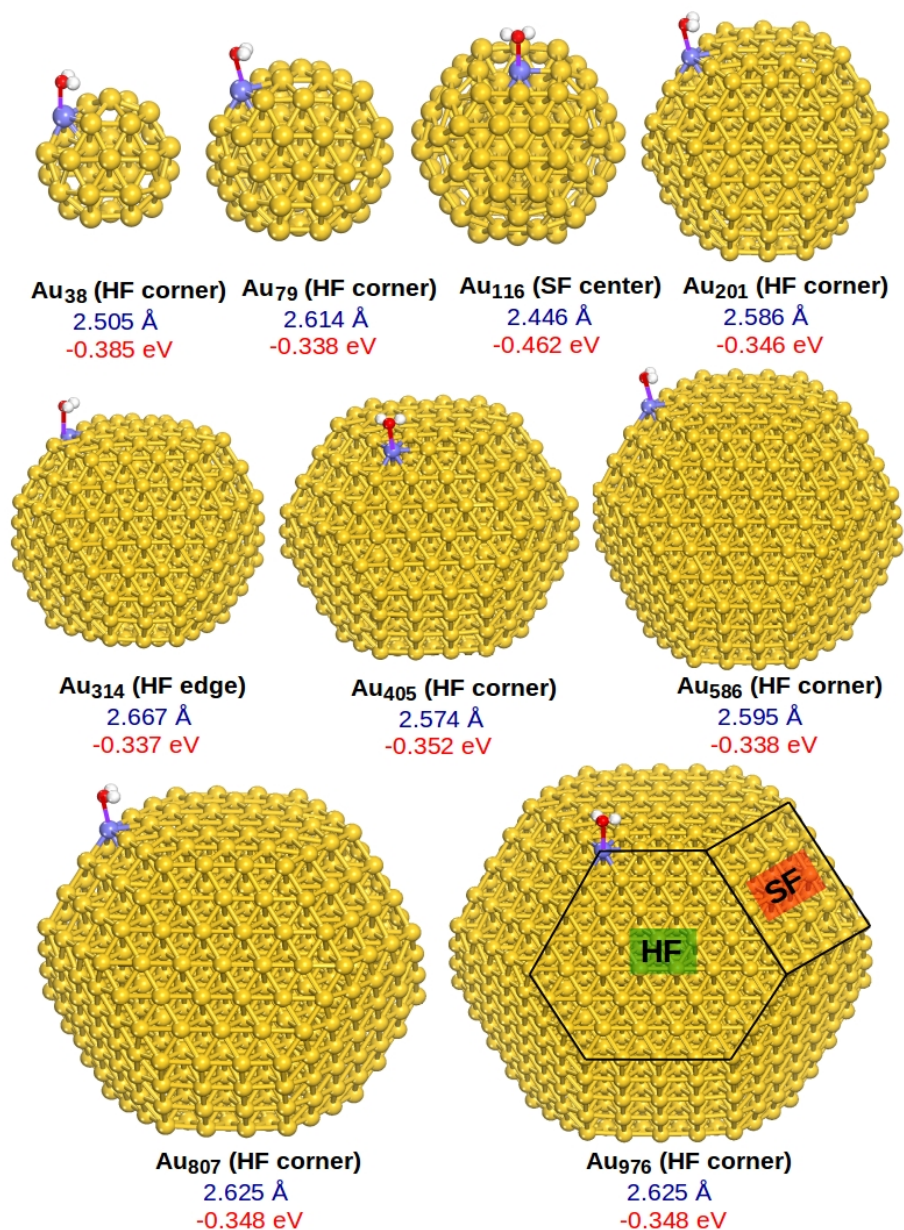 Au38 (HF corner) Au79 (HF corner) Au116 (SF center) Au201 (HF corner)
2.505 Å 2.614 Å 2.446 Å 2.586 Å
-0.385 eV -0.338 eV -0.462 eV -0.346 eV
Au314 (HF edge) Au405 (HF corner) Au586 (HF corner)
2.667 Å 2.574 Å 2.595 Å
-0.337 eV -0.352 eV -0.338 eV
SF
HF
Au807 (HF corner) Au976 (HF corner)
2.625 Å 2.625 Å
-0.348 eV -0.348 eV